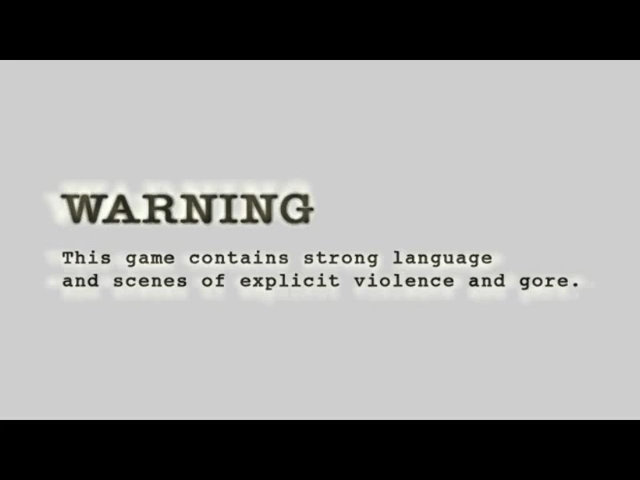 WARNING
This game contains strong language
and scenes of explicit violence and gore.